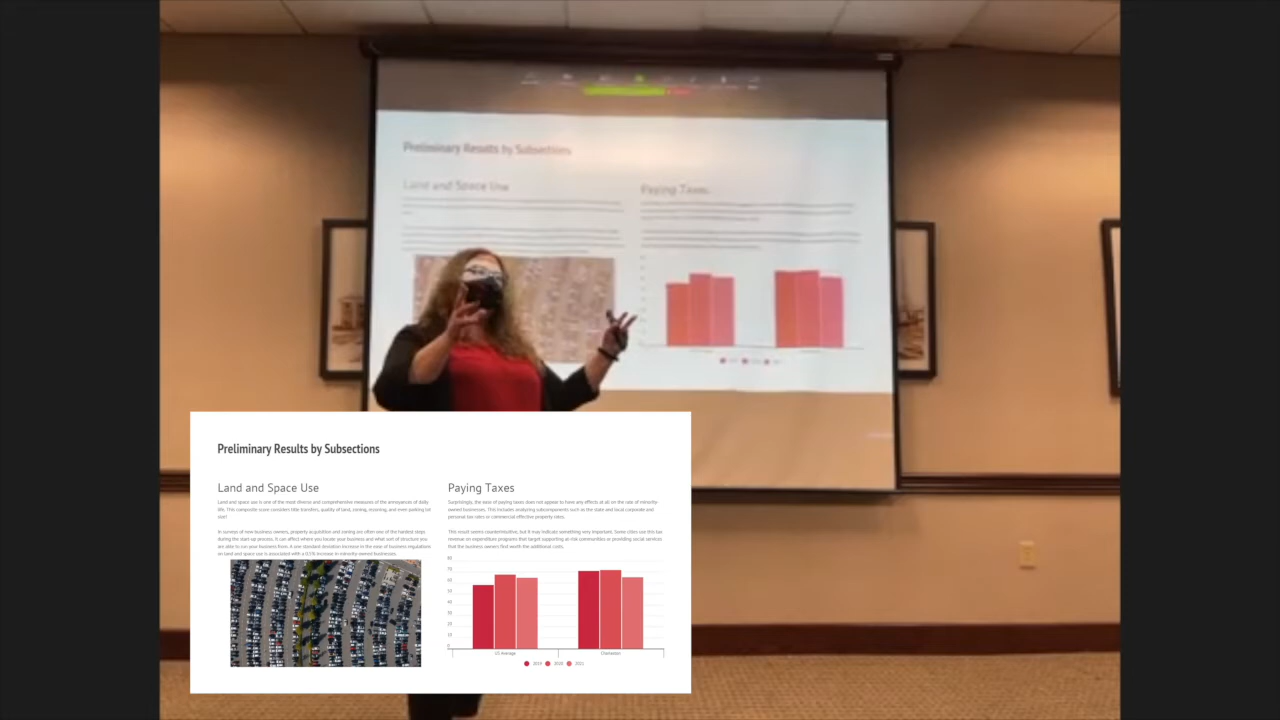 Preliminary Results by Subsections
Land and Space Use
Paying Taxes
Preliminary Results by Subsections
Land and Space Use
Land and space use is one of the most diverse and comprehensive measures of the annoyances of daily
life. This composite score considers title transfers, quality of land, zoning, rezoning, and even parking lot
size!
In surveys of new business owners, property acquisition and zoning are often one of the hardest steps
during the start up process. It can affect where you locate your business and what sort of structure you
are able to run your business from. A one standard deviation increase in the ease of business regulations
on land and space use is associated with a increase in minority-owned businesses.
Paying Taxes
Surprisingly, the ease of paying taxes does not appear to have any effects at all on the rate of minority-
owned businesses. This includes analyzing subcomponents such as the state and local corporate and
personal tax rates or commercial effective property rates.
This result seems counterintuitive, but it may indicate something very important. Some cities use this tax
revenue on expenditure programs that target supporting at-risk communities or providing social services
that the business owners find worth the additional costs.
80
70
60
50
40
30
20
10
0
Average
Charleston
2019 2020 2021